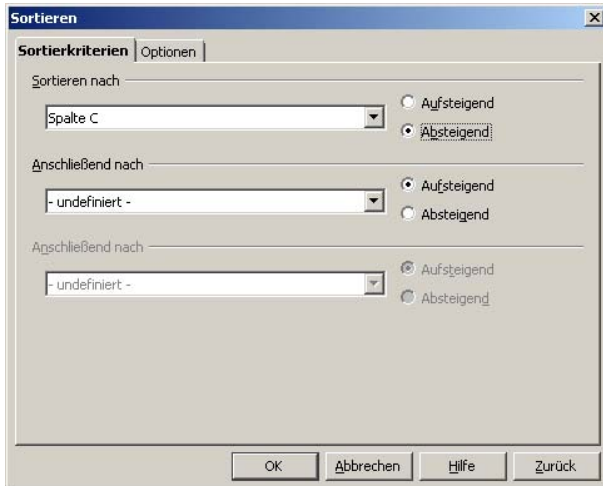 Sortieren
Sortierkriterien Optionen
Sortieren nach
Spalte C
Aufsteigend
Absteigend
Anschließend nach
- undefiniert -
Aufsteigend
Absteigend
Anschließend nach
- undefiniert -
Aufsteigend
Absteigend
OK Abbrechen Hilfe Zurück